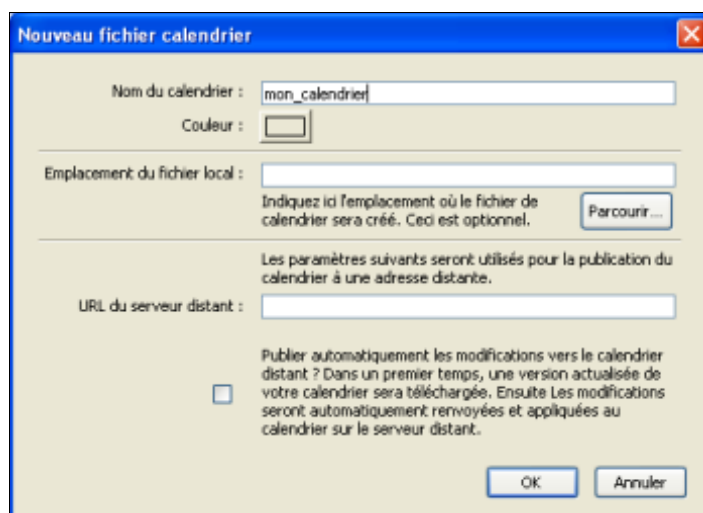 Nouveau fichier calendrier
Nom du calendrier :
mon_calendrier
Couleur :
Emplacement du fichier local :
Indiquez ici l'emplacement où le fichier de
calendrier sera créé. Ceci est optionnel.
Parcourir...
Les paramètres suivants seront utilisés pour la publication du
calendrier à une adresse distante.
URL du serveur distant :
Publier automatiquement les modifications vers le calendrier
distant ? Dans un premier temps, une version actualisée de
votre calendrier sera téléchargée. Ensuite Les modifications
seront automatiquement renvoyées et appliquées au
calendrier sur le serveur distant.
OK
Annuler